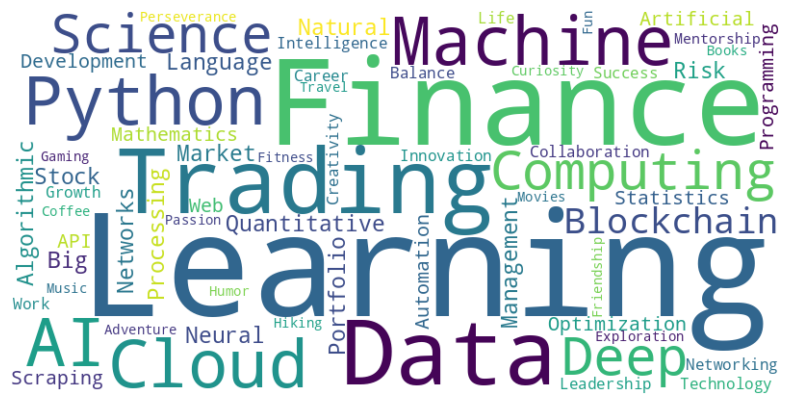 Perseverance
Science
Natural
Machine
Life
Fun
Artificial
Intelligence
Mentorship
Books
Development
Language
Career
Balance
Curiosity
Success
Risk
Programming
Travel
Python
Finance
Mathematics
Gaming
Algorithmic
Stock
Trading
Market
Fitness
Creativity
Innovation
Collaboration
Computing
Growth
Coffee
Networks
Processing
Web
Passion
Quantitative
Movies
Statistics
Blockchain
API
Big
Learning
Music
Work
Humor
Portfolio
Automation
Management
Friendship
AI
Adventure
Neural
Hiking
Optimization
Exploration
Scraping
Cloud
Data
Deep
Networking
Leadership
Technology